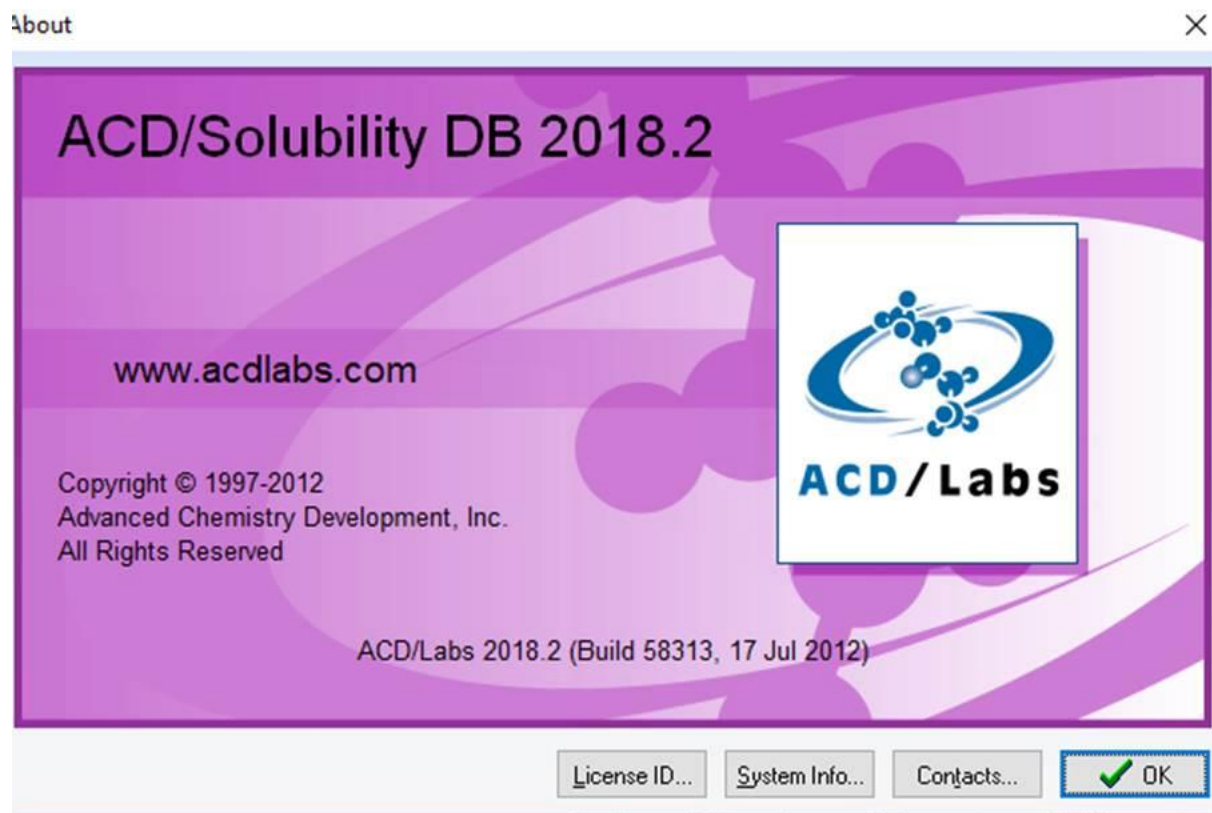 About
ACD/Solubility DB 2018.2
www.acdlabs.com
ACD/Labs
Copyright © 1997-2012
Advanced Chemistry Development, Inc.
All Rights Reserved
ACD/Labs 2018.2 (Build 58313, 17 Jul 2012)
License ID... System Info... Contacts... OK